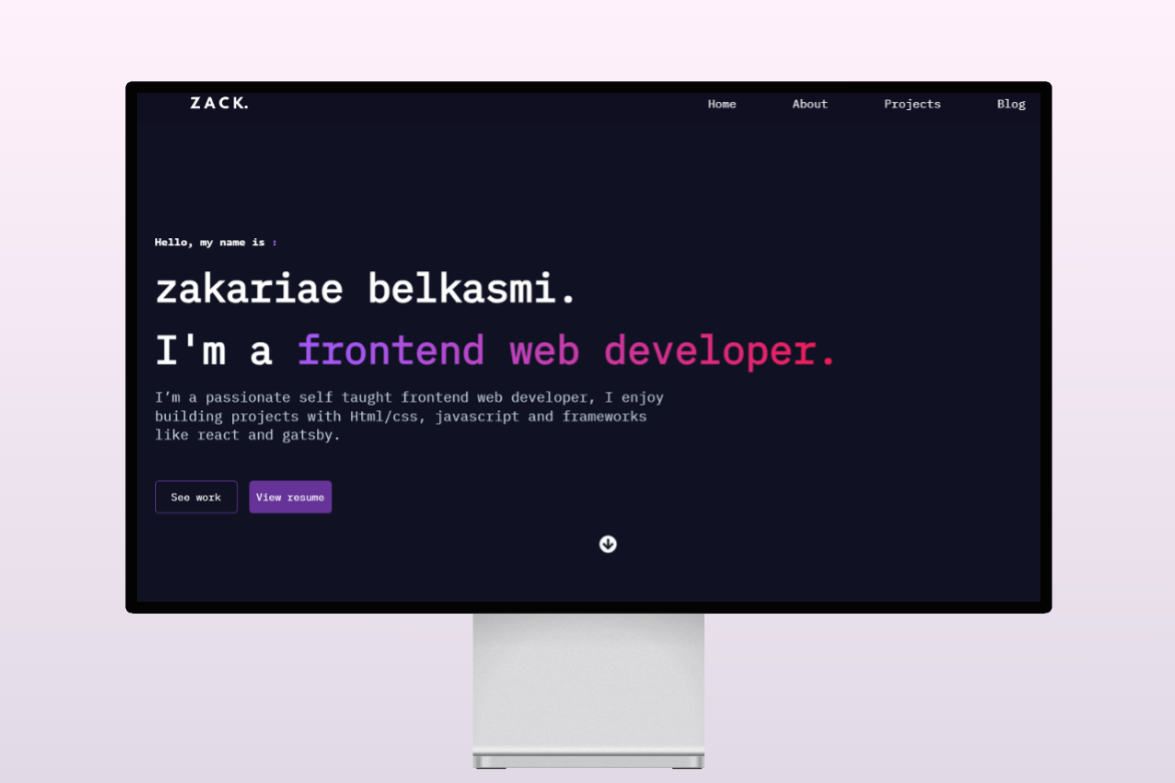 ZACK.
Home About Projects Blog
Hello, my name is :
zakariae belkasmi.
I'm a frontend web developer.
I’m a passionate self taught frontend web developer, I enjoy
building projects with Html/css, javascript and frameworks
like react and gatsby.
See work
View resume